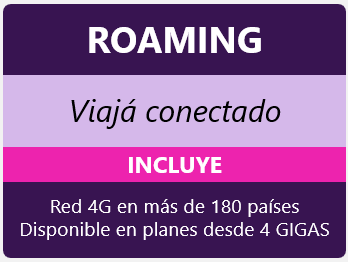 ROAMING
Viajá conectado
INCLUYE
Red 4G en más de 180 países
Disponible en planes desde 4 GIGAS